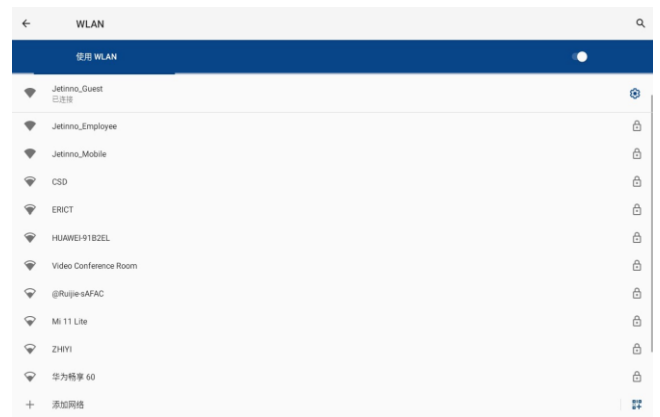 WLAN
使用 WLAN
Jetinno_Guest
已连接
Jetinno_Employee
Jetinno_Mobile
CSD
ERICT
HUAWEI-91B2EL
Video Conference Room
@Ruijie-sAFAC
Mi 11 Lite
ZHIYI
华为畅享 60
添加网络